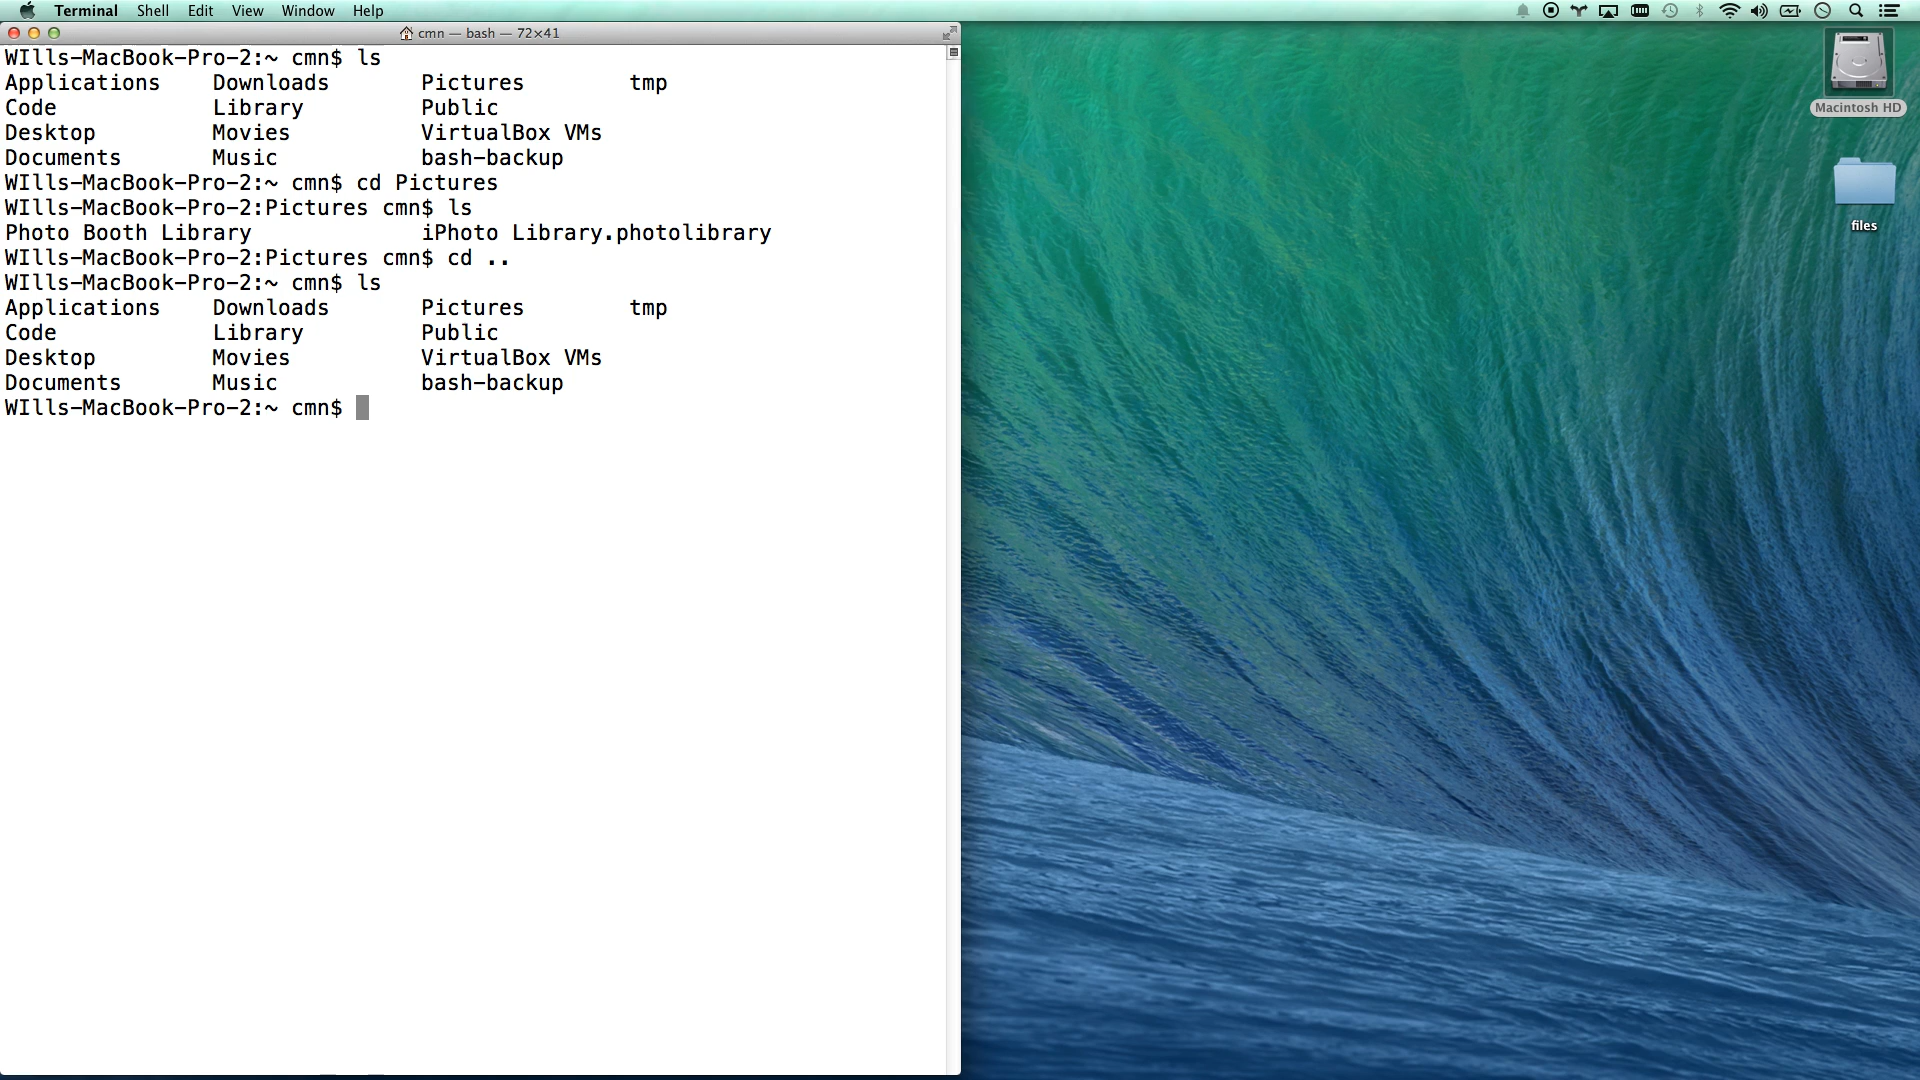 Terminal Shell Edit View Window Help
cmn — bash — 72×41
WIlls-MacBook-Pro-2:~ cmn$ ls
Applications Downloads Pictures tmp
Code Library Public
Desktop Movies VirtualBox VMs
Documents Music bash-backup
WIlls-MacBook-Pro-2:~ cmn$ cd Pictures
WIlls-MacBook-Pro-2:Pictures cmn$ ls
Photo Booth Library iPhoto Library.photolibrary
WIlls-MacBook-Pro-2:Pictures cmn$ cd ..
WIlls-MacBook-Pro-2:~ cmn$ ls
Applications Downloads Pictures tmp
Code Library Public
Desktop Movies VirtualBox VMs
Documents Music bash-backup
WIlls-MacBook-Pro-2:~ cmn$
Macintosh HD
files